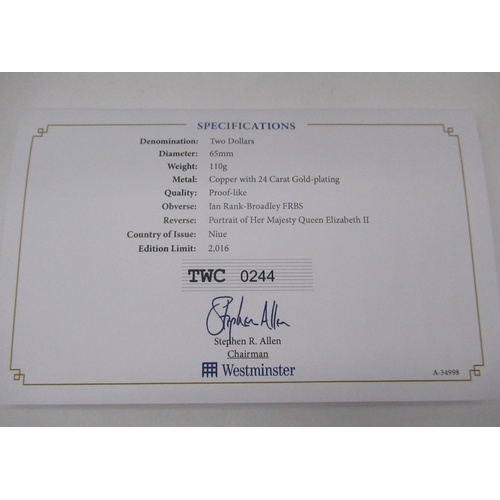 SPECIFICATIONS
Denomination: Two Dollars
Diameter: 65mm
Weight: 110g
Metal: Copper with 24 Carat Gold-plating
Quality: Proof-like
Obverse: Ian Rank-Broadley FRBS
Reverse: Portrait of Her Majesty Queen Elizabeth II
Country of Issue: Niue
Edition Limit: 2,016
TWC 0244
Stephen Allen
Stephen R. Allen
Chairman
Westminster
A-34998